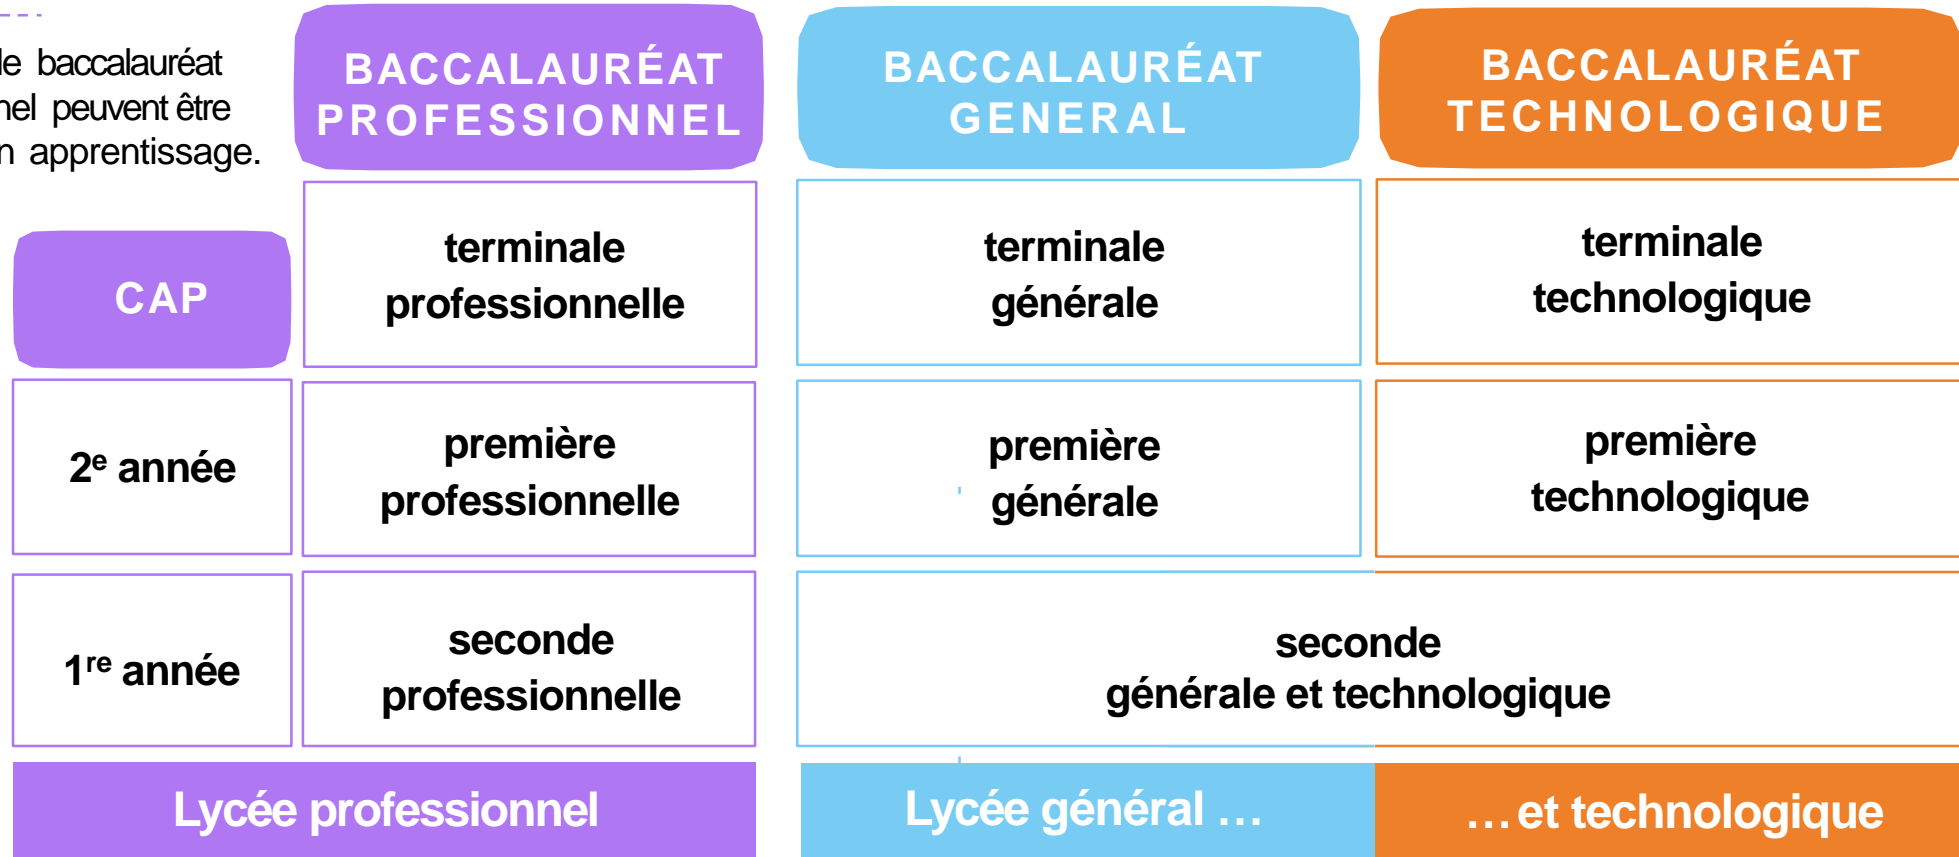 le baccalauréat
peuvent être
apprentissage.
BACCALAURÉAT
PROFESSIONNEL
BACCALAURÉAT
GENERAL
BACCALAURÉAT
TECHNOLOGIQUE
CAP
terminale
professionnelle
terminale
générale
terminale
technologique
2e année
première
professionnelle
première
générale
première
technologique
1re année
seconde
professionnelle
seconde
générale et technologique
Lycée professionnel
Lycée général ...
...et technologique